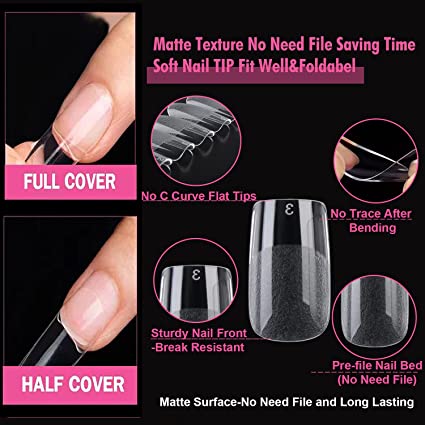 Matte Texture No Need File Saving Time
Soft Nail TIP Fit Well&Foldabel
FULL COVER
No C Curve Flat Tips
No Trace After
Bending
3
3
Sturdy Nail Front
-Break Resistant
Pre-file Nail Bed
(No Need File)
HALF COVER
Matte Surface-No Need File and Long Lasting